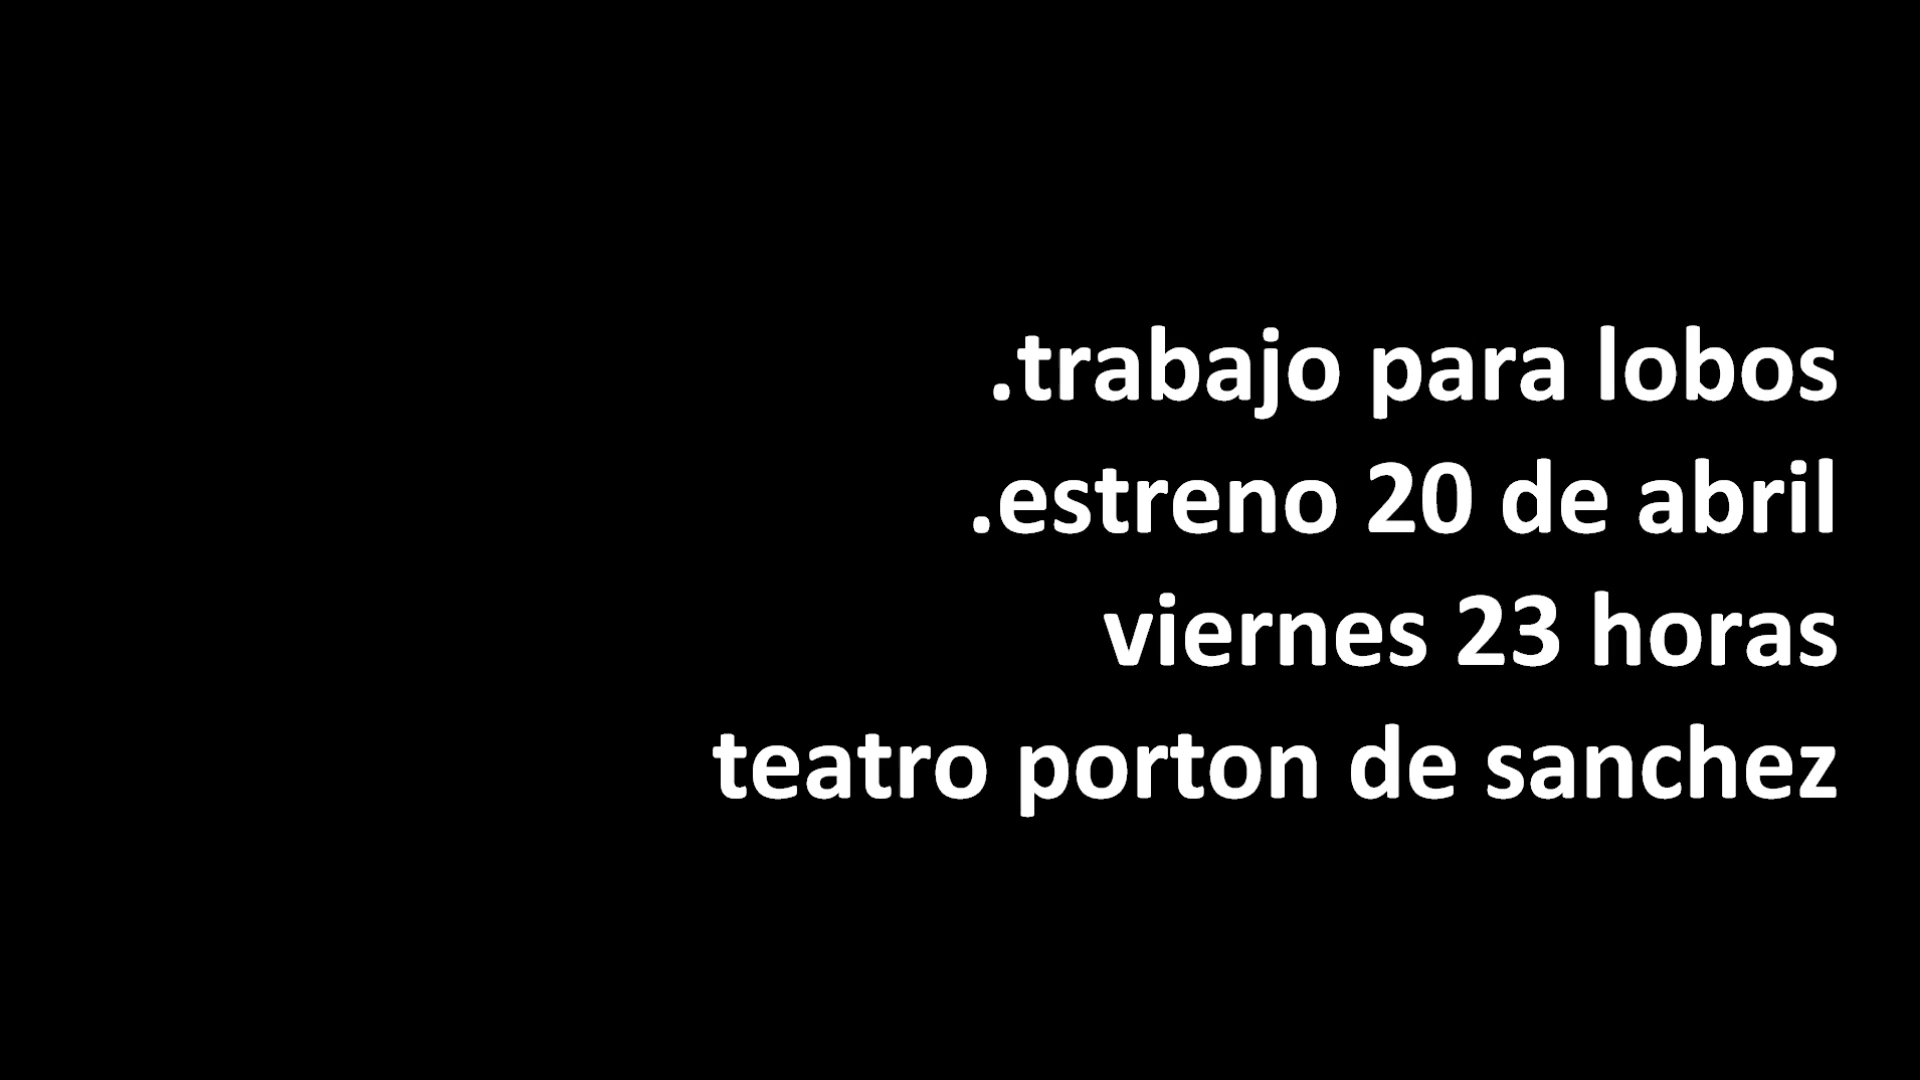 .trabajo para lobos
.estreno 20 de abril
viernes 23 horas
teatro porton de sanchez